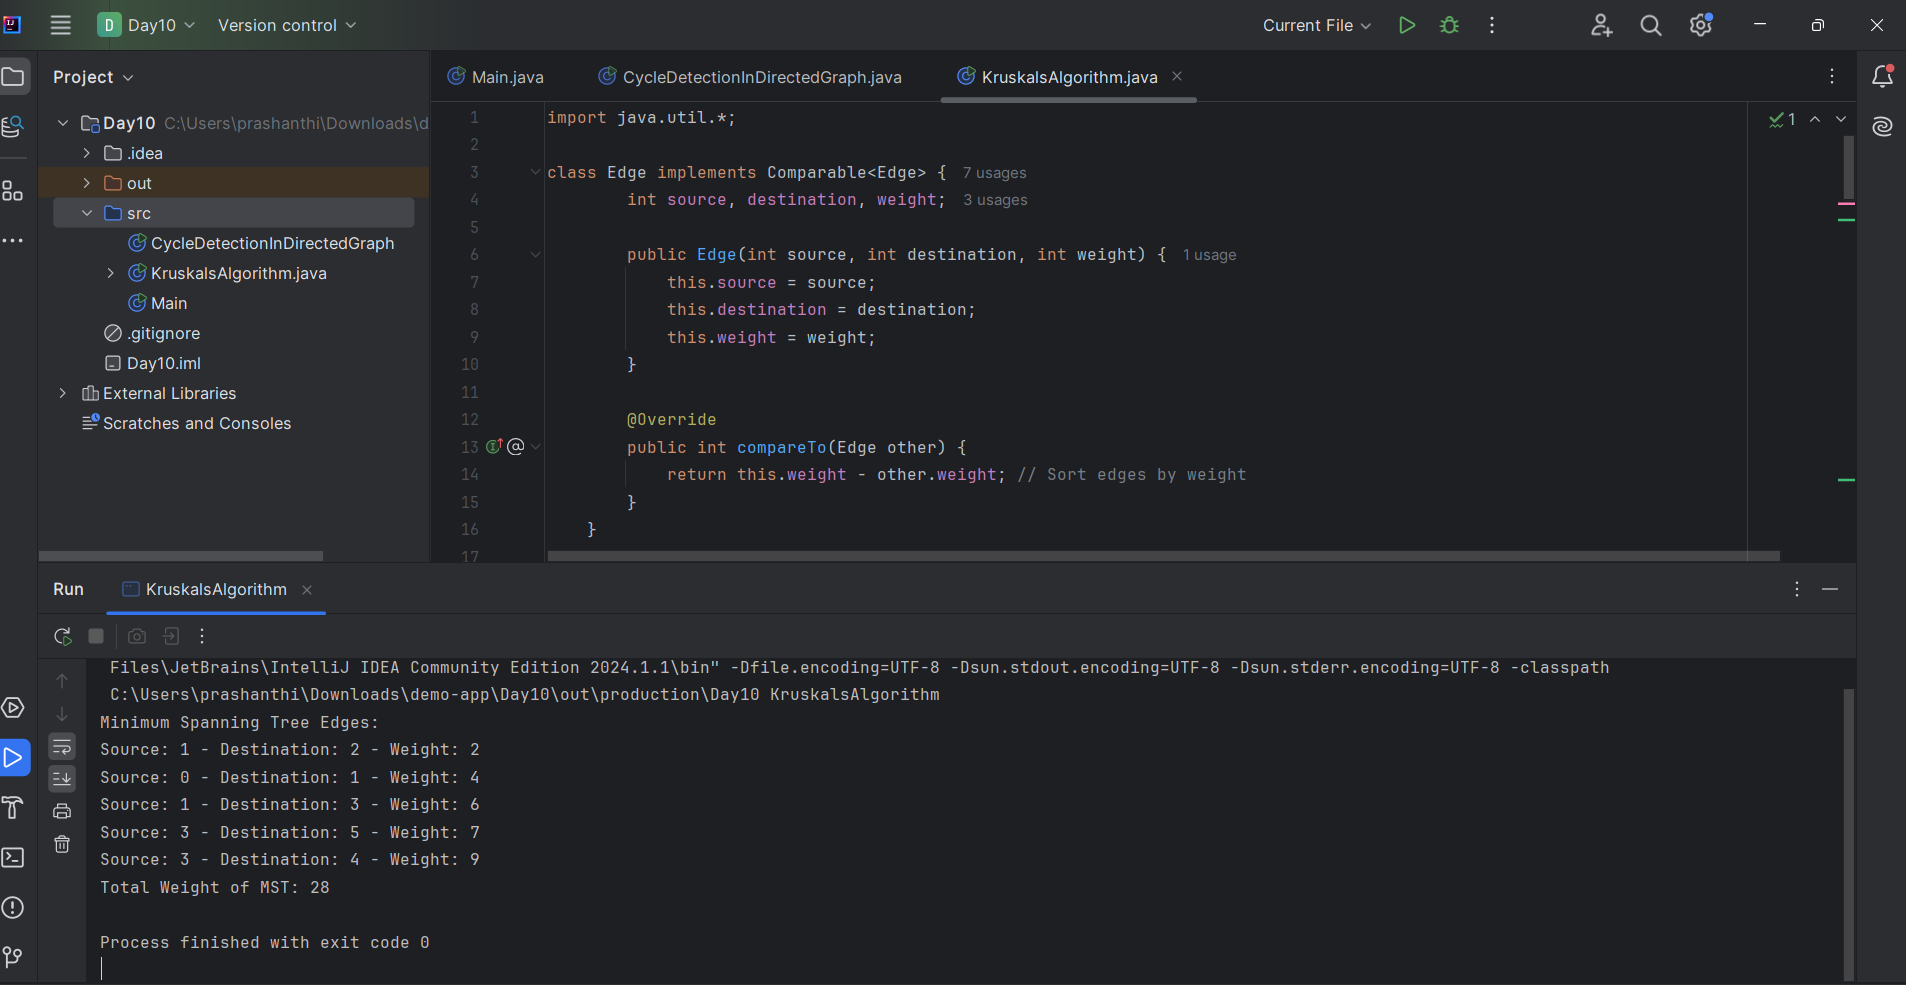 D Day10 Version control Current File
Project
Main.java CycleDetectionInDirectedGraph.java KruskalsAlgorithm.java
Day10 C:\Users\prashanthi\Downloads\d
.idea
out
src
CycleDetectionInDirectedGraph
KruskalsAlgorithm.java
Main
.gitignore
Day10.iml
External Libraries
Scratches and Consoles
1 import java.util.*;
2
3 class Edge implements Comparable<Edge> { 7 usages
4 int source, destination, weight; 3 usages
5
6 public Edge(int source, int destination, int weight) { 1 usage
7 this.source = source;
8 this.destination = destination;
9 this.weight = weight;
10 }
11
12 @Override
13 public int compareTo(Edge other) {
14 return this.weight - other.weight; // Sort edges by weight
15 }
16 }
17
1
Run KruskalsAlgorithm
Files\JetBrains\IntelliJ IDEA Community Edition 2024.1.1\bin" -Dfile.encoding=UTF-8 -Dsun.stdout.encoding=UTF-8 -Dsun.stderr.encoding=UTF-8 -classpath
C:\Users\prashanthi\Downloads\demo-app\Day10\out\production\Day10 KruskalsAlgorithm
Minimum Spanning Tree Edges:
Source: 1 - Destination: 2 - Weight: 2
Source: 0 - Destination: 1 - Weight: 4
Source: 1 - Destination: 3 - Weight: 6
Source: 3 - Destination: 5 - Weight: 7
Source: 3 - Destination: 4 - Weight: 9
Total Weight of MST: 28
Process finished with exit code 0